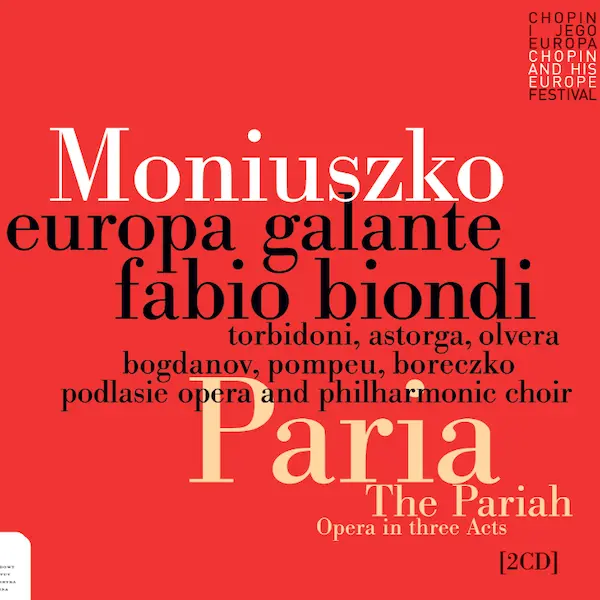 CHOPIN
I JEGO
EUROPA
CHOPIN
AND HIS
EUROPE
FESTIVAL
Moniuszko
europa galante
fabio biondi
torbidoni, astorga, olvera
bogdanov, pompeu, boreczko
podlasie opera and philharmonic choir
Paria
The Pariah
Opera in three Acts
[2CD]